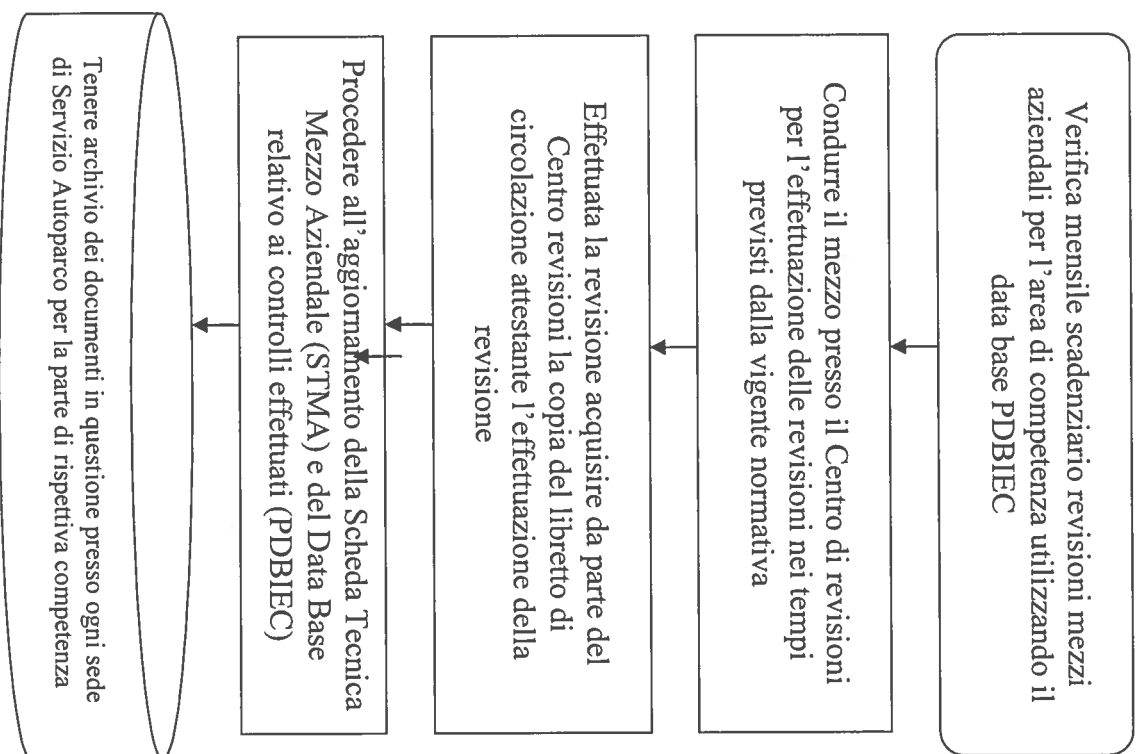 Verifica mensile scadenziario revisioni mezzi
aziendali per l'area di competenza utilizzando il
data base PDBIEC
Condurre il mezzo presso il Centro di revisioni
per l'effettuazione delle revisioni nei tempi
previsti dalla vigente normativa
Effettuata la revisione acquisire da parte del
Centro revisioni la copia del libretto di
circolazione attestante l'effettuazione della
revisione
Procedere all'aggiornamento della Scheda Tecnica
Mezzo Aziendale (STMA) e del Data Base
relativo ai controlli effettuati (PDBIEC)
Tenere archivio dei documenti in questione presso ogni sede
di Servizio Autoparco per la parte di rispettiva competenza